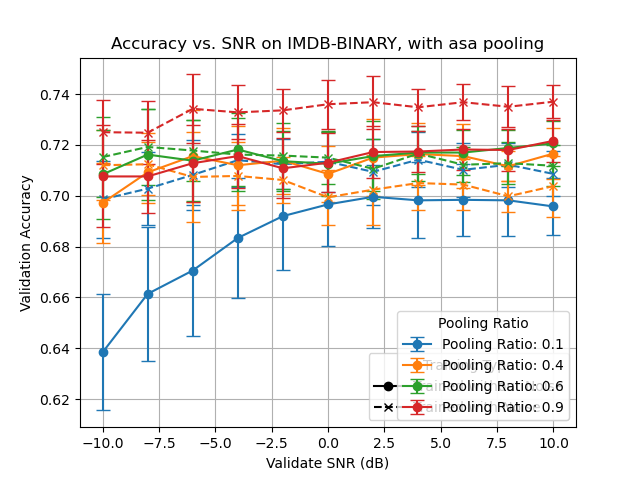 Accuracy vs. SNR on IMDB-BINARY, with asa pooling
Validation Accuracy
0.74
0.72
0.70
0.68
0.66
0.64
0.62
Pooling Ratio
Pooling Ratio: 0.1
Pooling Ratio: 0.4
Pooling Ratio: 0.6
Pooling Ratio: 0.9
−10.0 −7.5 −5.0 −2.5 0.0 2.5 5.0 7.5 10.0
Validate SNR (dB)